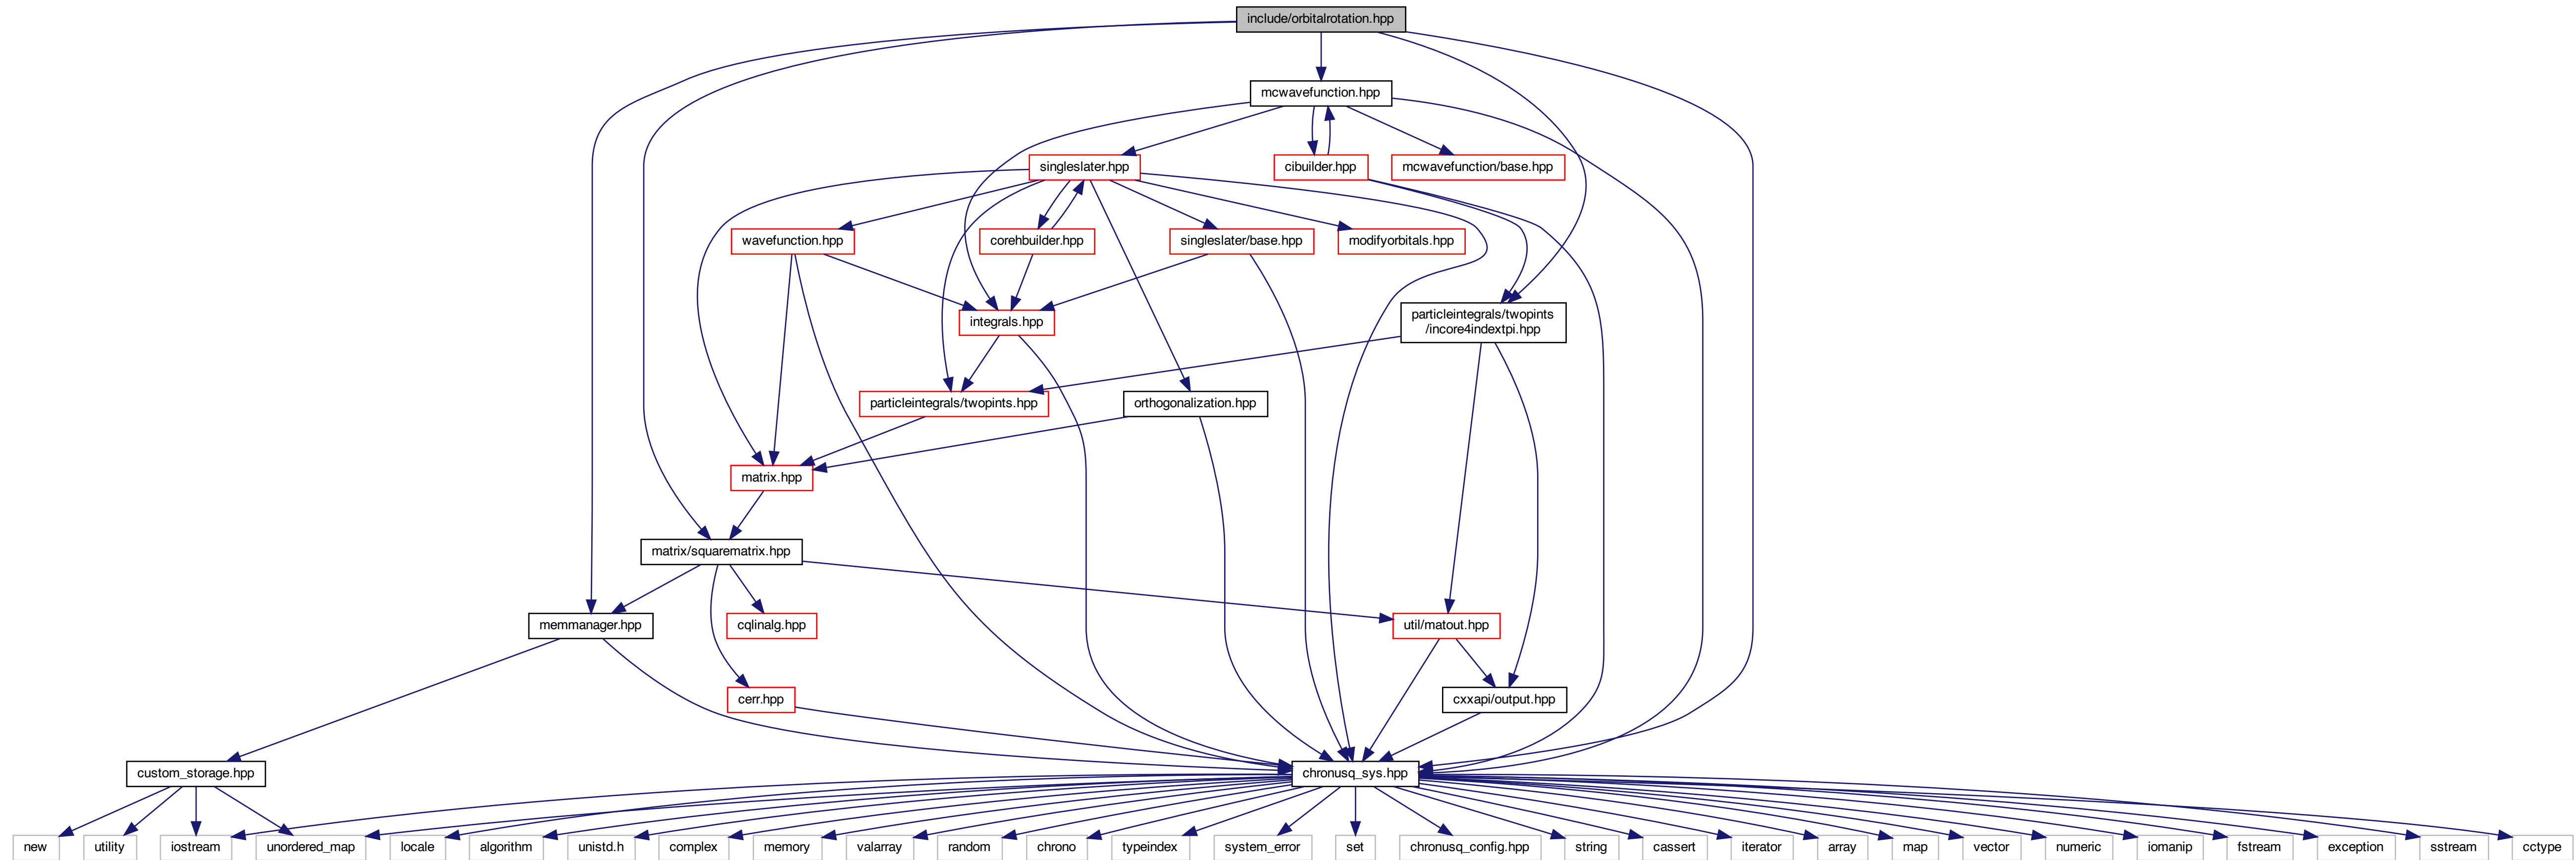 include/orbitalrotation.hpp
mcwavefunction.hpp
singleslater.hpp
cibuilder.hpp
mcwavefunction/base.hpp
wavefunction.hpp
corehbuilder.hpp
singleslater/base.hpp
modifyorbitals.hpp
integrals.hpp
particleintegrals/twopints
/incore4indextpi.hpp
particleintegrals/twopints.hpp
orthogonalization.hpp
matrix.hpp
matrix/squarematrix.hpp
memmanager.hpp
cqlinalg.hpp
util/matout.hpp
cerr.hpp
cxxapi/output.hpp
custom_storage.hpp
chronusq_sys.hpp
new
utility
iostream
unordered_map
locale
algorithm
unistd.h
complex
memory
valarray
random
chrono
typeindex
system_error
set
chronusq_config.hpp
string
cassert
iterator
array
map
vector
numeric
iomanip
fstream
exception
sstream
cctype